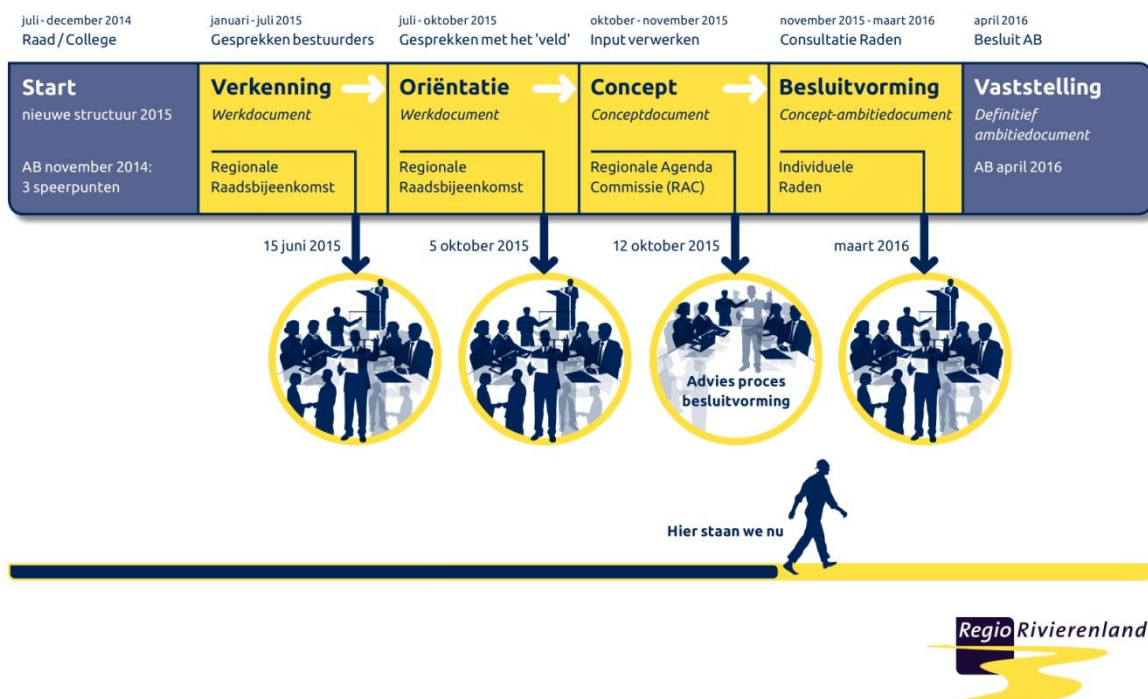 juli - december 2014
Raad / College
januari - juli 2015
Gesprekken bestuurders
juli - oktober 2015
Gesprekken met het 'veld'
oktober - november 2015
Input verwerken
november 2015 - maart 2016
Consultatie Raden
april 2016
Besluit AB
Start
nieuwe structuur 2015
AB november 2014:
3 speerpunten
Verkenning
Werkdocument
Regionale
Raadsbijeenkomst
Oriëntatie
Werkdocument
Regionale
Raadsbijeenkomst
Concept
Conceptdocument
Regionale Agenda
Commissie (RAC)
Besluitvorming
Concept-ambitiedocument
Individuele
Raden
Vaststelling
Definitief
ambitiedocument
AB april 2016
15 juni 2015
5 oktober 2015
12 oktober 2015
maart 2016
Advies proces
besluitvorming
Hier staan we nu
Regio Rivierenland